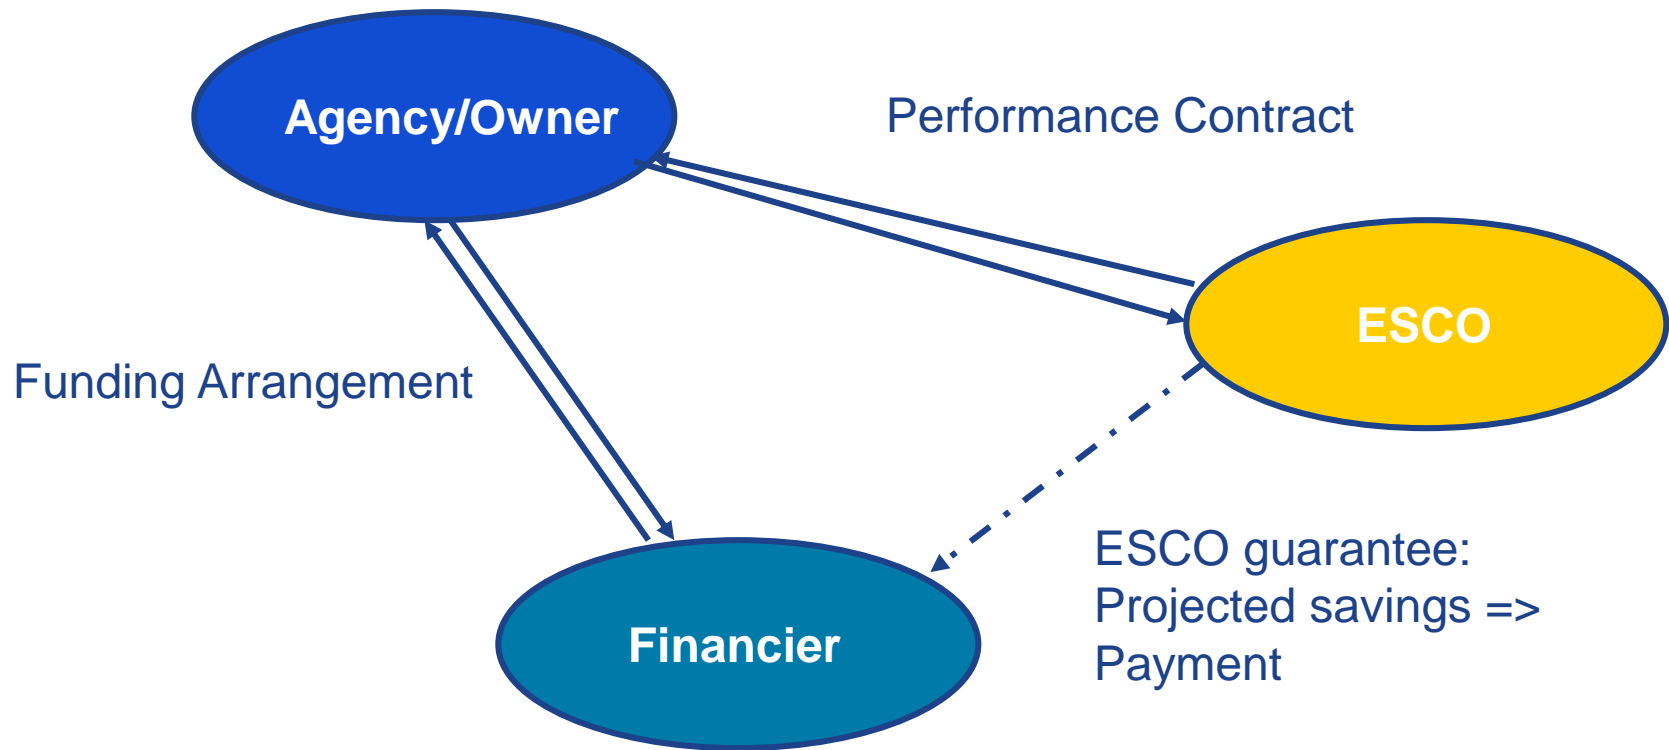 Agency/Owner
Performance Contract
ESCO
Funding Arrangement
ESCO guarantee:
Projected savings =>
Payment
Financier